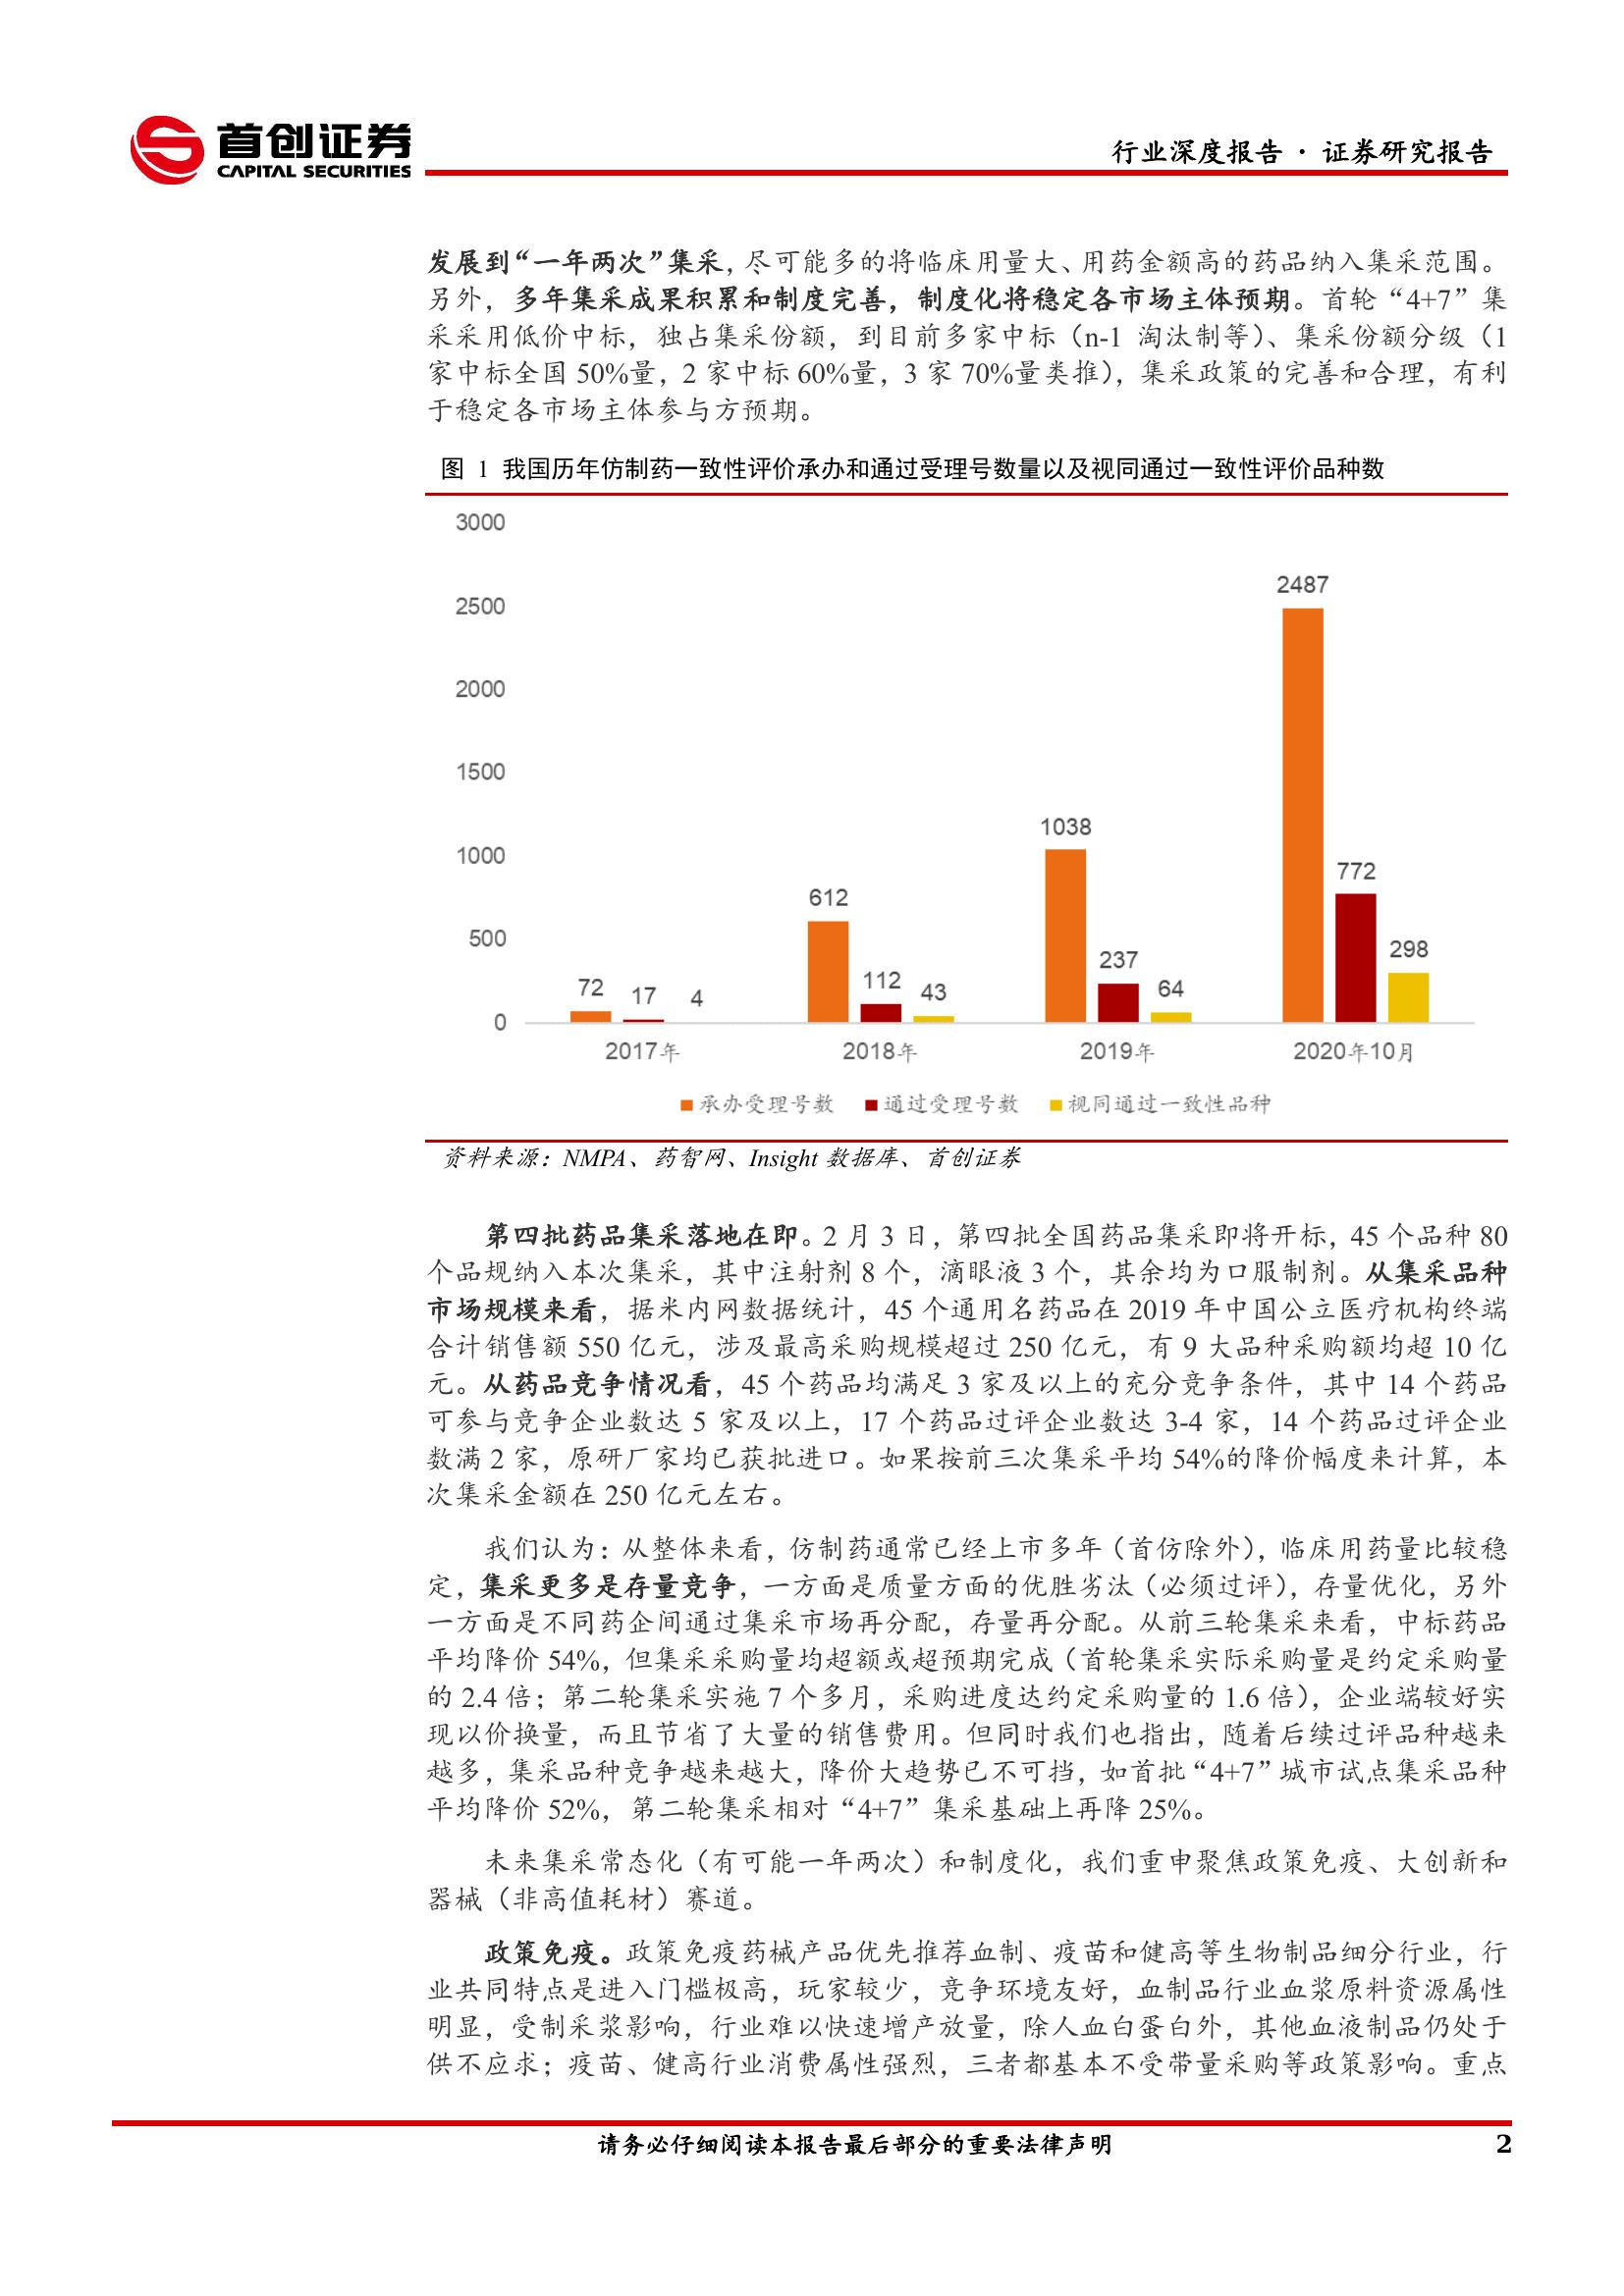 首创证券
CAPITAL SECURITIES
行业深度报告 · 证券研究报告
发展到“一年两次”集采，尽可能多的将临床用量大、用药金额高的药品纳入集采范围。
另外，多年集采成果积累和制度完善，制度化将稳定各市场主体预期。首轮“4+7”集
采采用低价中标，独占集采份额，到目前多家中标（n-1 淘汰制等）、集采份额分级（1
家中标全国 50%量，2 家中标 60%量，3 家 70%量类推），集采政策的完善和合理，有利
于稳定各市场主体参与方预期。
图 1 我国历年仿制药一致性评价承办和通过受理号数量以及视同通过一致性评价品种数
3000
2500
2000
1500
1000
500
0
72
17
4
612
112
43
1038
237
64
2487
772
298
2017年
2018年
2019年
2020年10月
承办受理号数
通过受理号数
视同通过一致性品种
资料来源：NMPA、药智网、Insight 数据库、首创证券
第四批药品集采落地在即。2 月 3 日，第四批全国药品集采即将开标，45 个品种 80
个品规纳入本次集采，其中注射剂 8 个，滴眼液 3 个，其余均为口服制剂。从集采品种
市场规模来看，据米内网数据统计，45 个通用名药品在 2019 年中国公立医疗机构终端
合计销售额 550 亿元，涉及最高采购规模超过 250 亿元，有 9 大品种采购额均超 10 亿
元。从药品竞争情况看，45 个药品均满足 3 家及以上的充分竞争条件，其中 14 个药品
可参与竞争企业数达 5 家及以上，17 个药品过评企业数达 3-4 家，14 个药品过评企业
数满 2 家，原研厂家均已获批进口。如果按前三次集采平均 54%的降价幅度来计算，本
次集采金额在 250 亿元左右。
我们认为：从整体来看，仿制药通常已经上市多年（首仿除外），临床用药量比较稳
定，集采更多是存量竞争，一方面是质量方面的优胜劣汰（必须过评），存量优化，另外
一方面是不同药企间通过集采市场再分配，存量再分配。从前三轮集采来看，中标药品
平均降价 54%，但集采采购量均超额或超预期完成（首轮集采实际采购量是约定采购量
的 2.4 倍；第二轮集采实施 7 个多月，采购进度达约定采购量的 1.6 倍），企业端较好实
现以价换量，而且节省了大量的销售费用。但同时我们也指出，随着后续过评品种越来
越多，集采品种竞争越来越大，降价大趋势已不可挡，如首批“4+7”城市试点集采品种
平均降价 52%，第二轮集采相对“4+7”集采基础上再降 25%。
未来集采常态化（有可能一年两次）和制度化，我们重申聚焦政策免疫、大创新和
器械（非高值耗材）赛道。
政策免疫。政策免疫药械产品优先推荐血制、疫苗和健高等生物制品细分行业，行
业共同特点是进入门槛极高，玩家较少，竞争环境友好，血制品行业血浆原料资源属性
明显，受制采浆影响，行业难以快速增产放量，除人血白蛋白外，其他血液制品仍处于
供不应求；疫苗、健高行业消费属性强烈，三者都基本不受带量采购等政策影响。重点
请务必仔细阅读本报告最后部分的重要法律声明
2